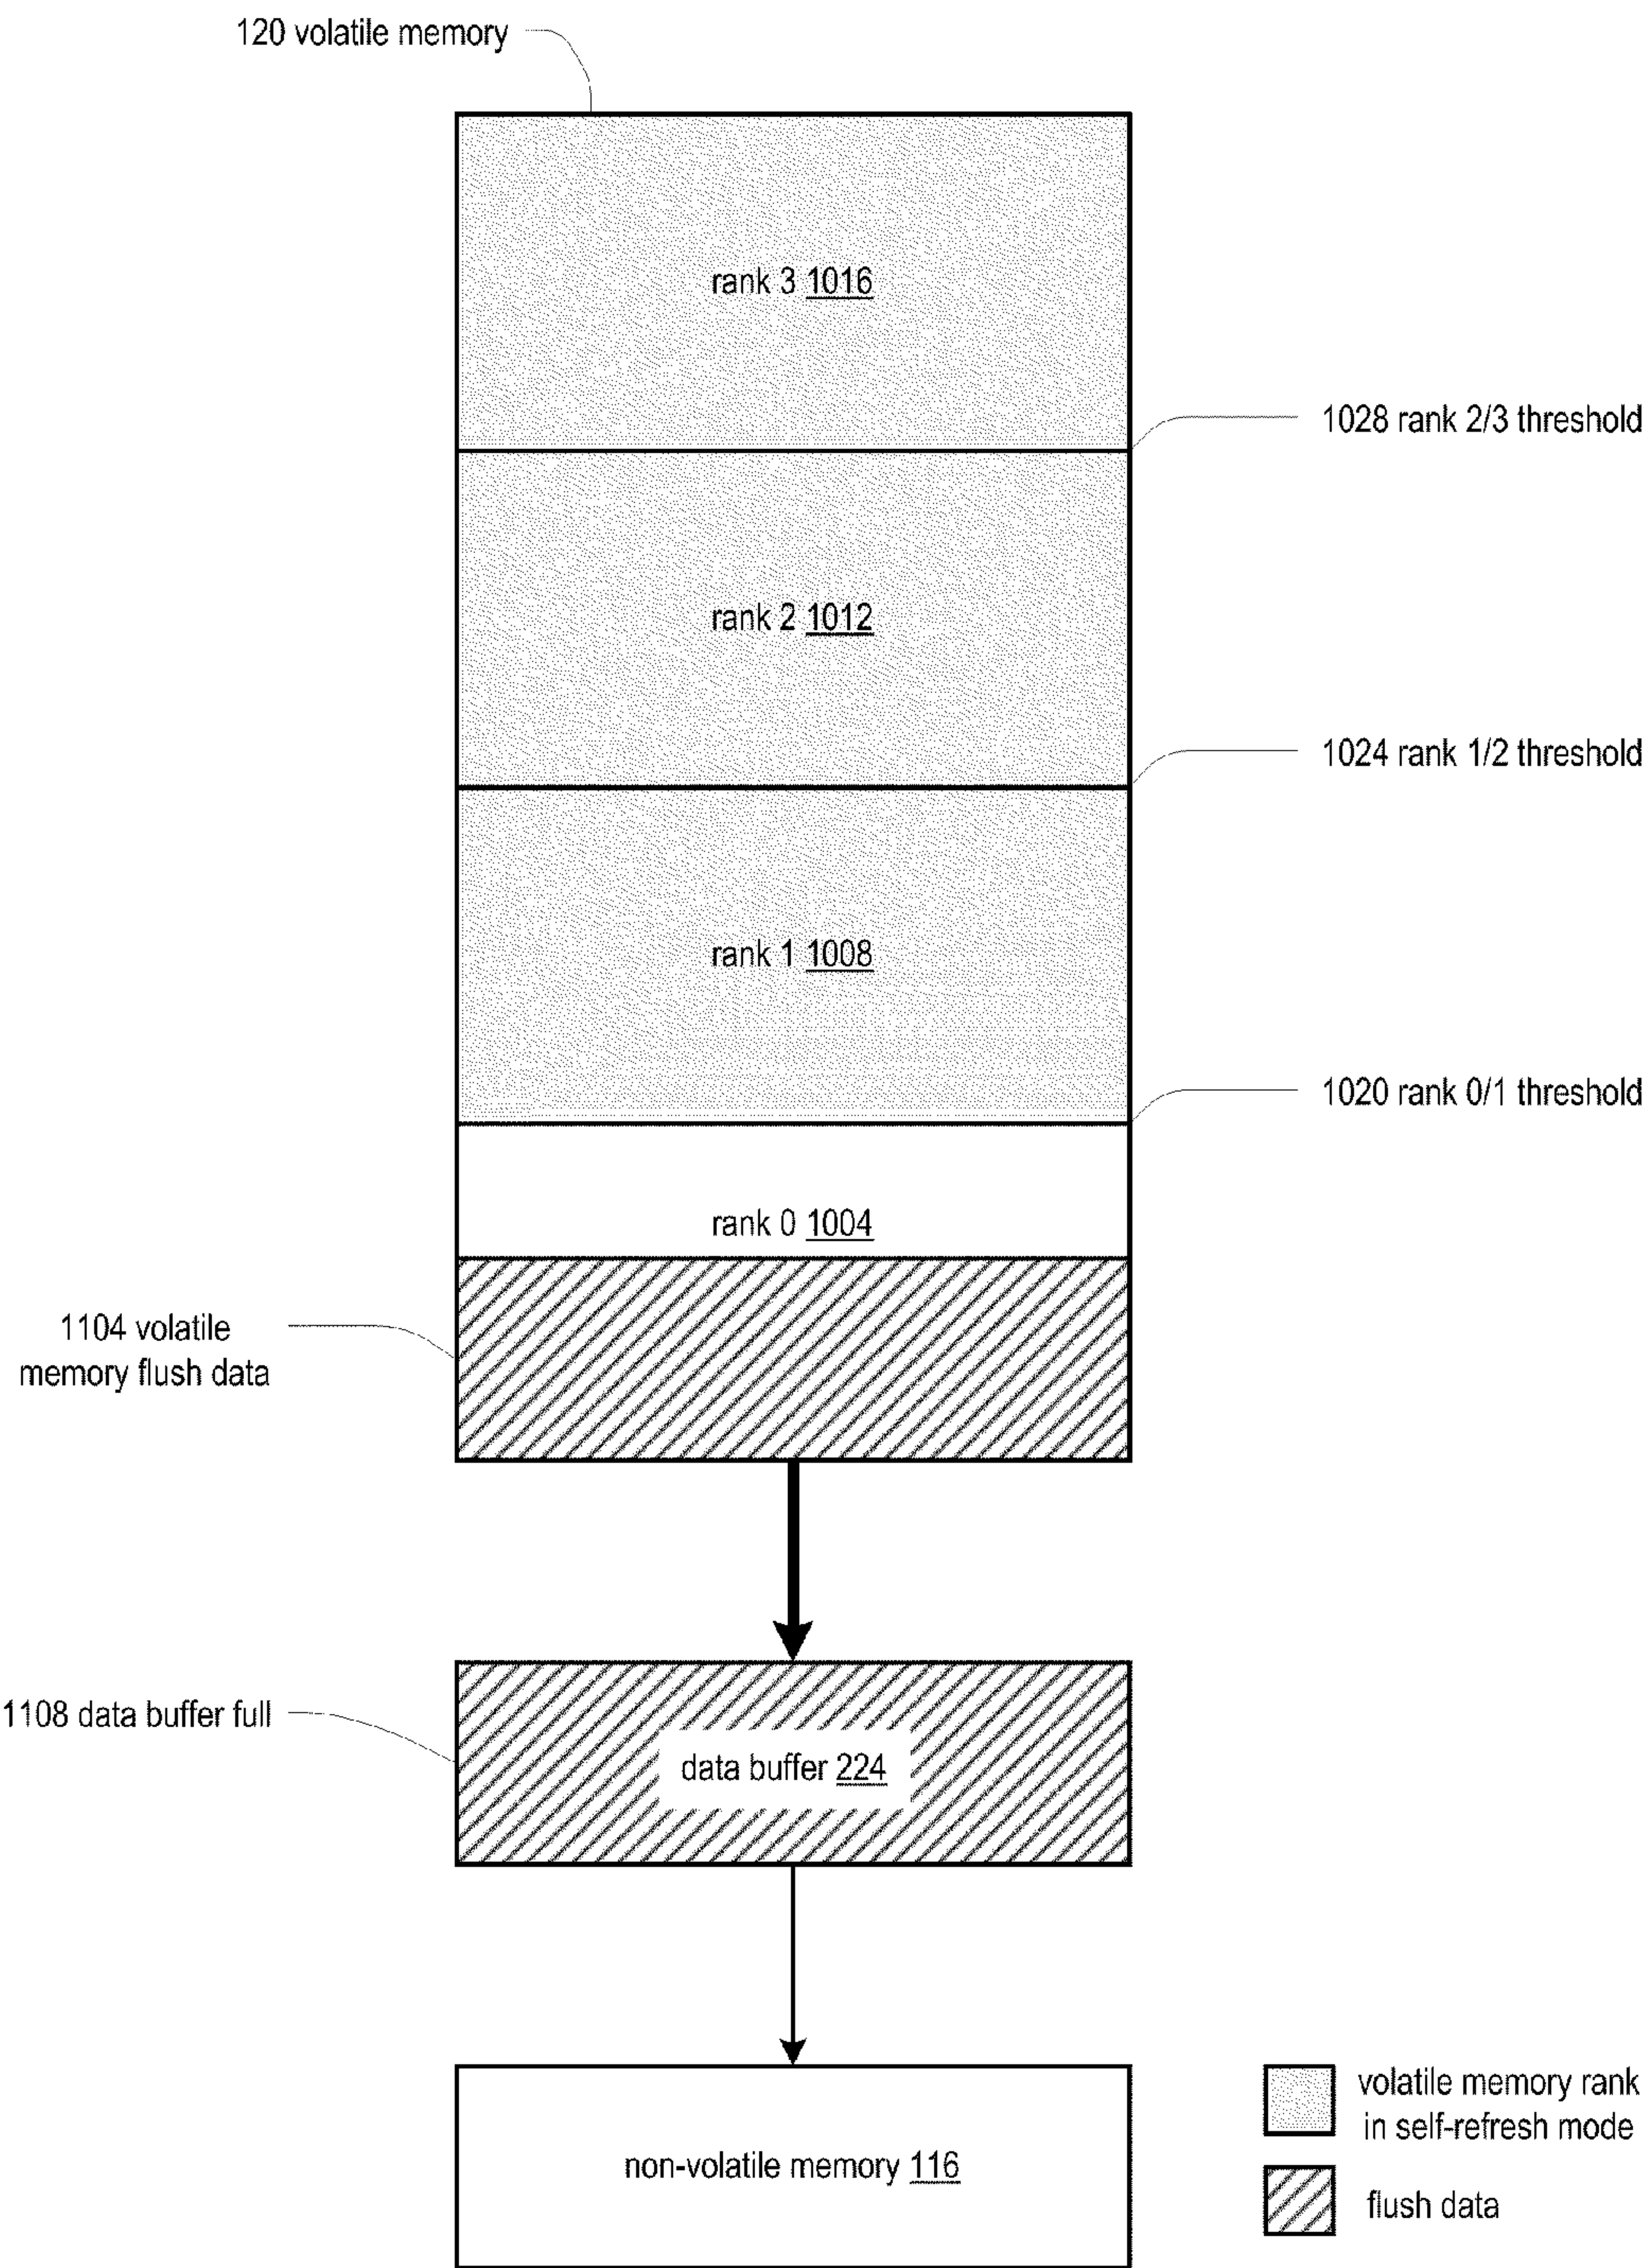 120 volatile memory
rank 3 1016
1028 rank 2/3 threshold
rank 2 1012
1024 rank 1/2 threshold
rank 1 1008
1020 rank 0/1 threshold
rank 0 1004
1104 volatile
memory flush data
1108 data buffer full
data buffer 224
volatile memory rank
in self-refresh mode
non-volatile memory 116
flush data